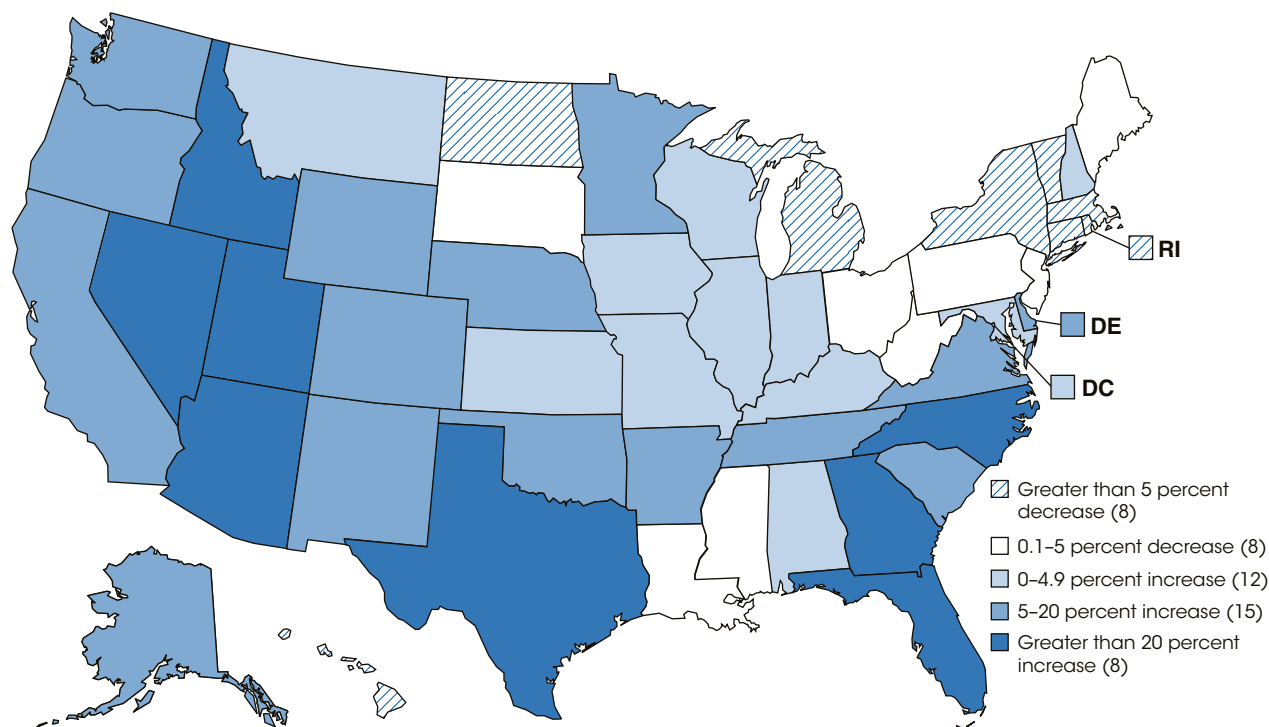 RI
DE
DC
Greater than 5 percent
decrease (8)
0.1–5 percent decrease (8)
0–4.9 percent increase (12)
5–20 percent increase (15)
Greater than 20 percent
increase (8)